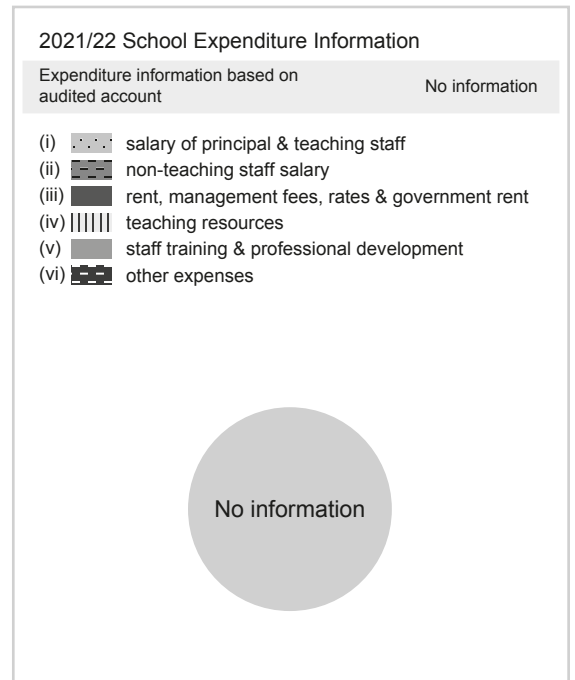 2021/22 School Expenditure Information
Expenditure information based on
audited account
No information
(i) salary of principal & teaching staff
(ii) non-teaching staff salary
(iii) rent, management fees, rates & government rent
(iv) teaching resources
(v) staff training & professional development
(vi) other expenses
No information